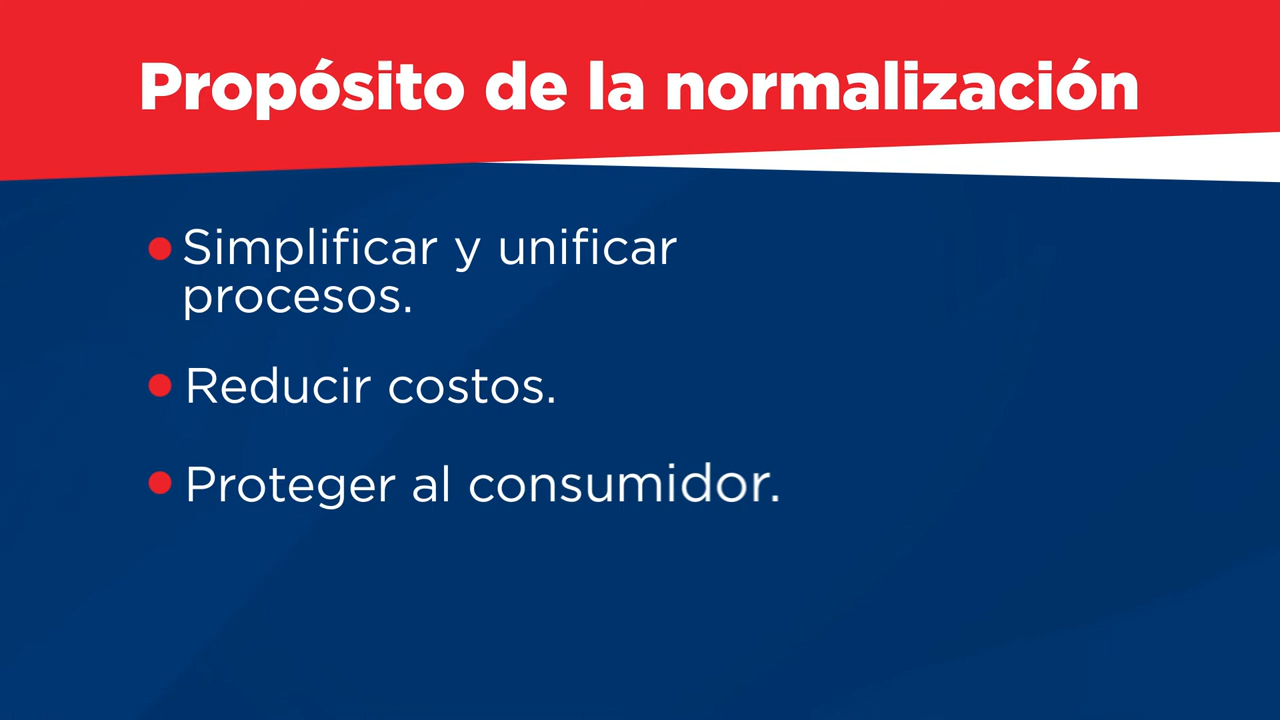 Propósito de la normalización
Simplificar y unificar
procesos.
Reducir costos.
Proteger al consumidor.